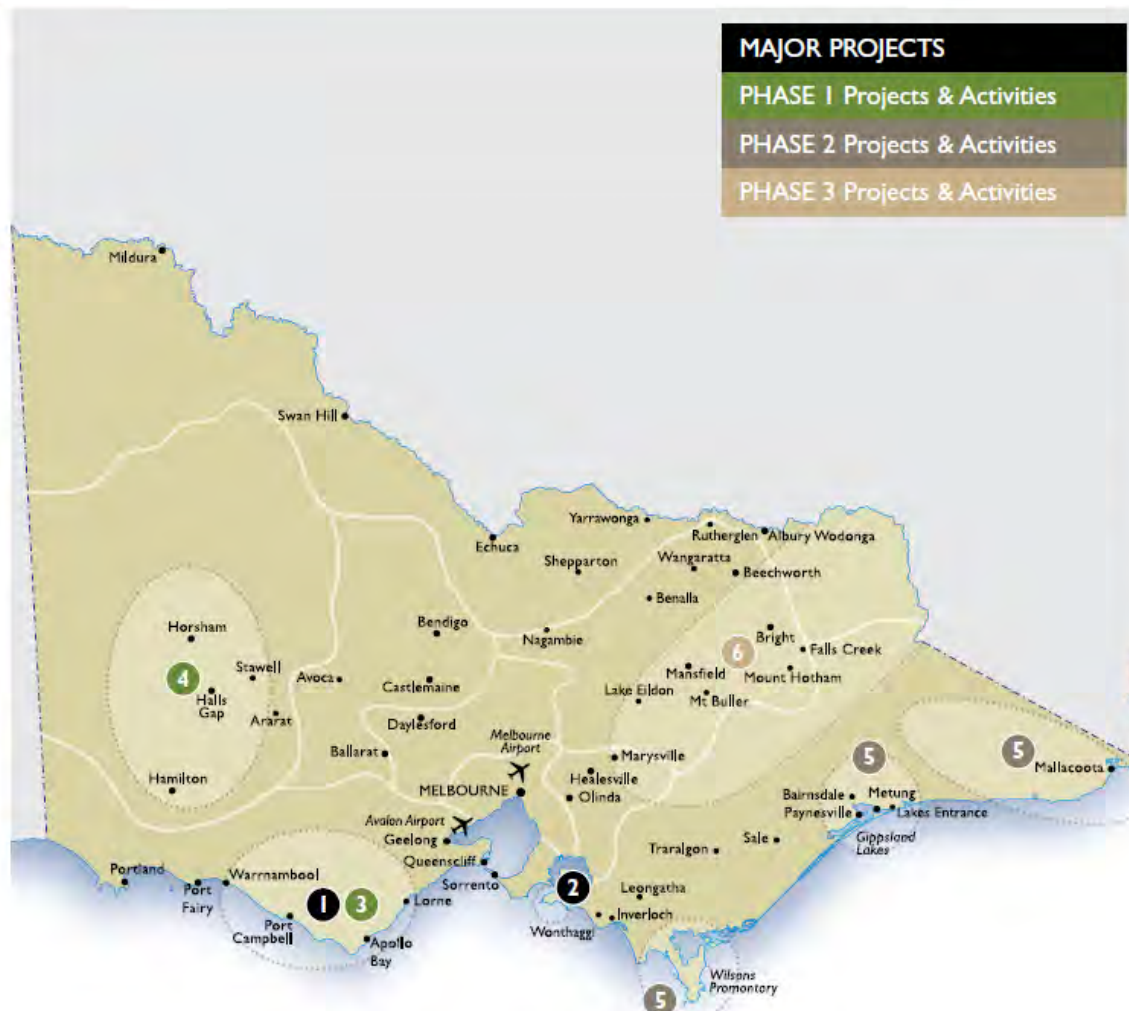 MAJOR PROJECTS
PHASE 1 Projects & Activities
PHASE 2 Projects & Activities
PHASE 3 Projects & Activities
Mildura
Swan Hill
Echuca
Yarrawonga
Rutherglen
Albury Wodonga
Shepparton
Wangaratta
Beechworth
Benalla
Horsham
Bendigo
Nagambie
Bright
6
Falls Creek
4
Stawell
Avoca
Castlemaine
Mansfield
Mount Hotham
Halls
Gap
Lake Eildon
Mt Buller
Ararat
Daylesford
Melbourne
Airport
Ballarat
Marysville
5
5
Mallacoota
Hamilton
Healesville
MELBOURNE
Olinda
Bairnsdale
Metung
Paynesville
Lakes Entrance
Avalon Airport
Geelong
Gippsland
Lakes
Traralgon
Sale
Queenscliff
Sorrento
Portland
Port
Fairy
Warrnambool
1
3
Lorne
2
Leongatha
Port
Campbell
Apollo
Bay
Wonthaggi
Inverloch
Wilsons
Promontory
5